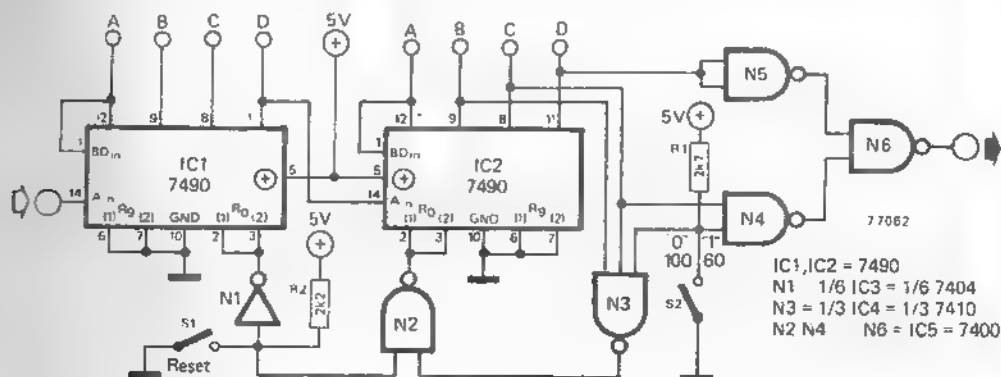 A B C D 5V A B C D
12 9 8 1 12 9 8 11
1 BDin IC1 7490 5 5 1 BDin IC2 7490
14 A in 14
R9 (1) (2) GND R0 (1) (2)
6 7 10 2 3
R0 (1) (2) GND R9 (1) (2)
2 3 10 6 7
N5
5V
R1
2k7
N6
N4
77062
"0" "1"
100 60
S2
N3
5V
R2
2k2
N1
N2
S1
Reset
IC1, IC2 = 7490
N1 1/6 IC3 = 1/6 7404
N3 = 1/3 IC4 = 1/3 7410
N2 N4 N6 = IC5 = 7400